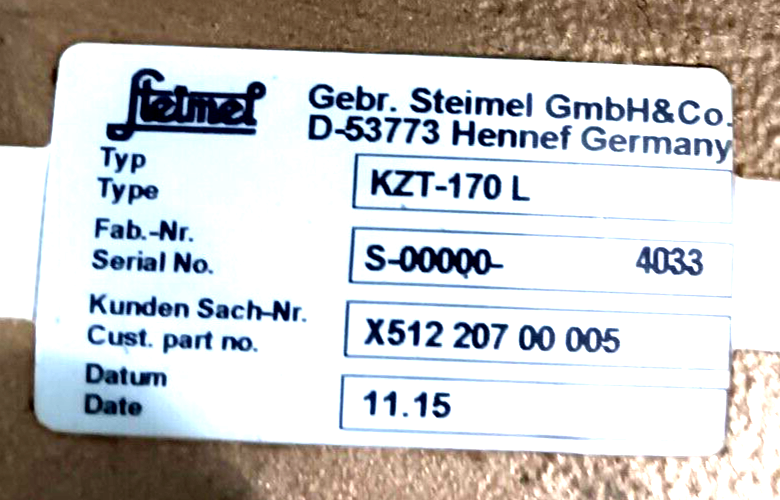 Steimel
Gebr. Steimel GmbH&Co.
D-53773 Hennef Germany
Typ
Type
KZT-170 L
Fab.-Nr.
Serial No.
S-00000- 4033
Kunden Sach-Nr.
Cust. part no.
X512 207 00 005
Datum
Date
11.15